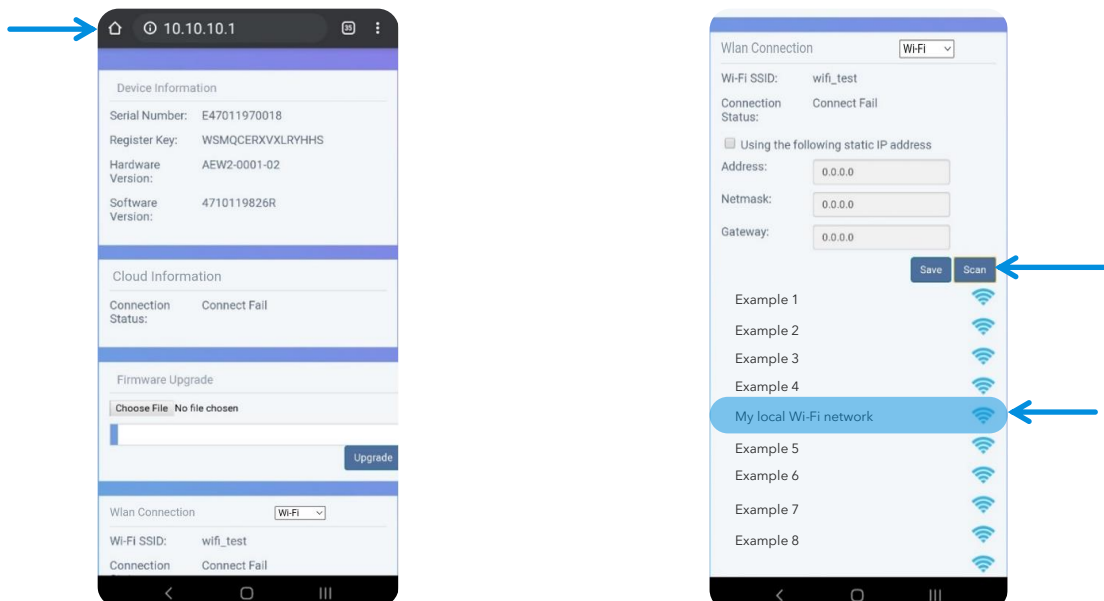 10.10.10.1
35
Device Information
Serial Number: E47011970018
Register Key: WSMQCERXVXLRYHHS
Hardware Version: AEW2-0001-02
Software Version: 4710119826R
Cloud Information
Connection Status: Connect Fail
Firmware Upgrade
Choose File No file chosen
Upgrade
Wlan Connection Wi-Fi
Wi-Fi SSID: wifi_test
Connection Connect Fail
Wlan Connection Wi-Fi
Wi-Fi SSID: wifi_test
Connection Status: Connect Fail
Using the following static IP address
Address: 0.0.0.0
Netmask: 0.0.0.0
Gateway: 0.0.0.0
Save Scan
Example 1
Example 2
Example 3
Example 4
My local Wi-Fi network
Example 5
Example 6
Example 7
Example 8